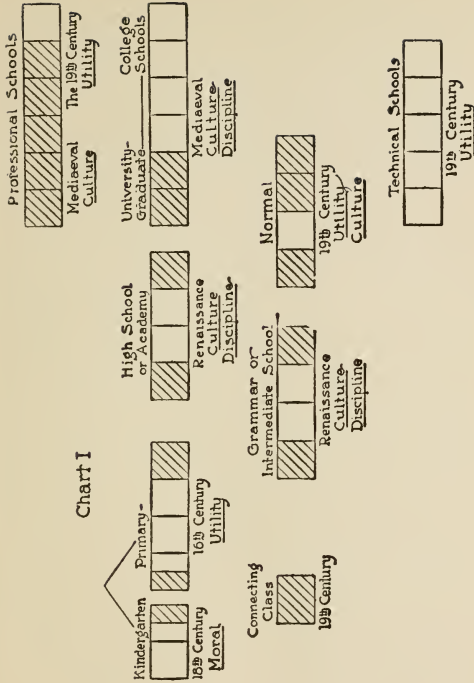 Chart I
Kindergarten
18th Century
Moral
Primary-
16th Century
Utility
Connecting
Class
19th Century
High School
or Academy
Renaissance
Culture
Discipline-
Grammar or
Intermediate School
Renaissance
Culture-
Discipline
Professional Schools
Mediaeval
Culture
The 19th Century
Utility
University-
Graduate
College
Schools
Mediaeval
Culture-
Discipline
Normal
19th Century
Utility
Culture
Technical Schools
19th Century
Utility